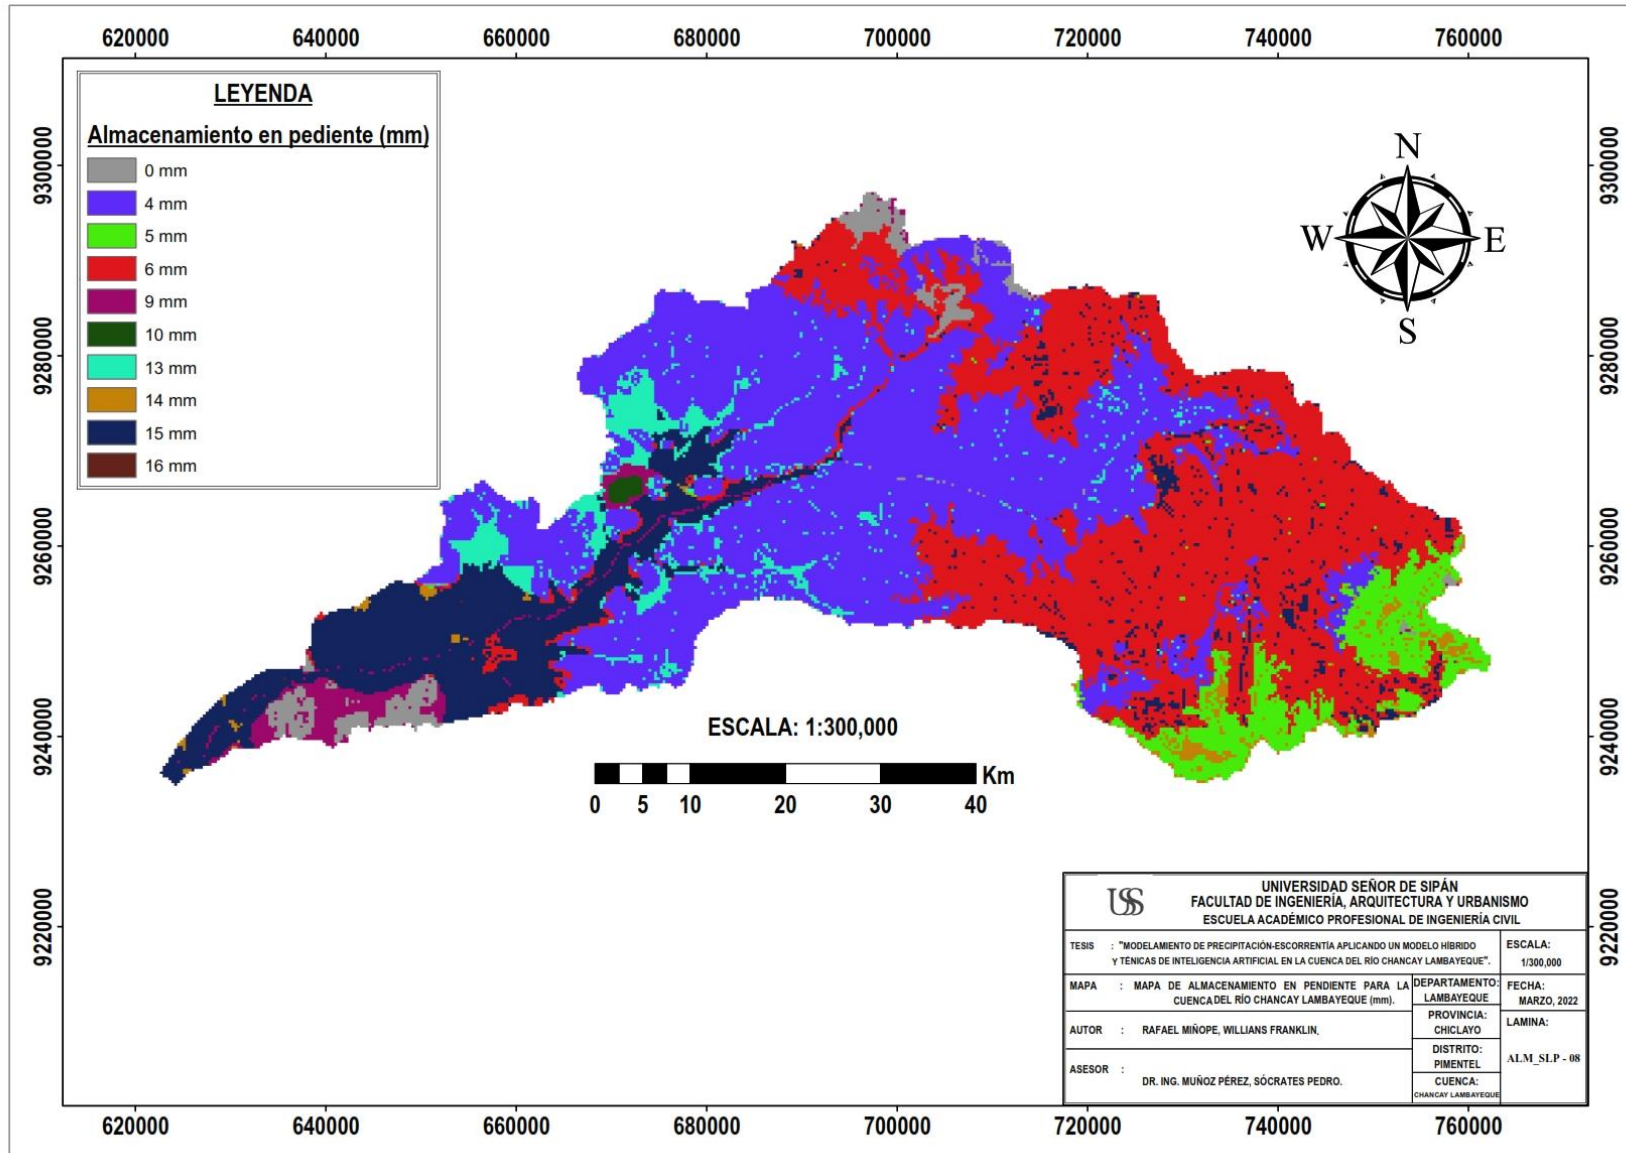 620000 640000 660000 680000 700000 720000 740000 760000
LEYENDA
Almacenamiento en pediente (mm)
0 mm
4 mm
5 mm
6 mm
9 mm
10 mm
13 mm
14 mm
15 mm
16 mm
9300000
9280000
9260000
9240000
9220000
N
W E
S
9300000
9280000
9260000
9240000
9220000
ESCALA: 1:300,000
Km
0 5 10 20 30 40
USS
UNIVERSIDAD SEÑOR DE SIPÁN
FACULTAD DE INGENIERÍA, ARQUITECTURA Y URBANISMO
ESCUELA ACADÉMICO PROFESIONAL DE INGENIERÍA CIVIL
TESIS : "MODELAMIENTO DE PRECIPITACIÓN-ESCORRENTÍA APLICANDO UN MODELO HÍBRIDO
Y TÉNICAS DE INTELIGENCIA ARTIFICIAL EN LA CUENCA DEL RÍO CHANCAY LAMBAYEQUE".
ESCALA:
1/300,000
MAPA : MAPA DE ALMACENAMIENTO EN PENDIENTE PARA LA
CUENCA DEL RÍO CHANCAY LAMBAYEQUE (mm).
DEPARTAMENTO:
LAMBAYEQUE
FECHA:
MARZO, 2022
AUTOR : RAFAEL MIÑOPE, WILLIANS FRANKLIN.
PROVINCIA:
CHICLAYO
LAMINA:
ALM_SLP - 08
ASESOR :
DR. ING. MUÑOZ PÉREZ, SÓCRATES PEDRO.
DISTRITO:
PIMENTEL
CUENCA:
CHANCAY LAMBAYEQUE
620000 640000 660000 680000 700000 720000 740000 760000